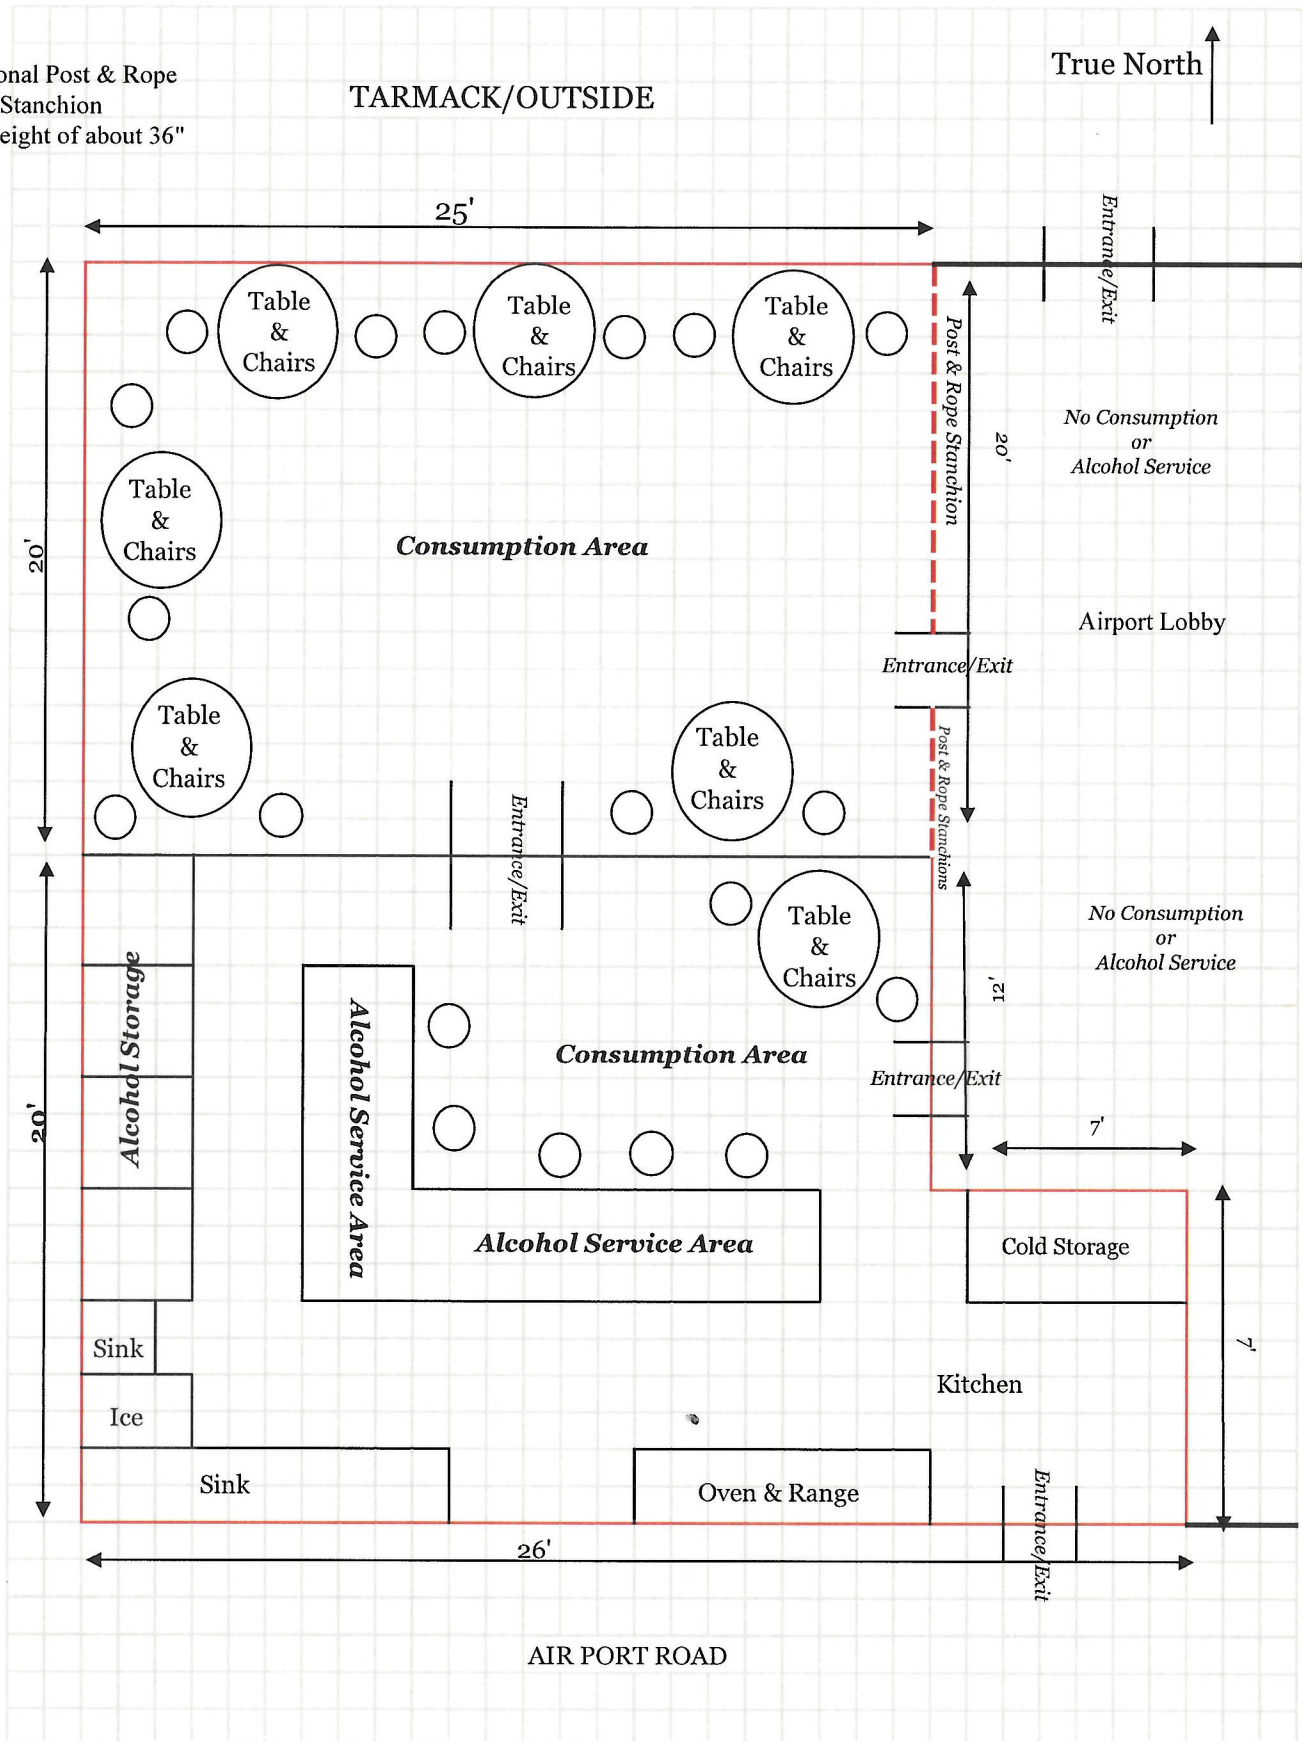 onal Post & Rope
Stanchion
eight of about 36"
TARMACK/OUTSIDE
True North
25'
Entrance/Exit
Table
&
Chairs
Table
&
Chairs
Table
&
Chairs
Post & Rope Stanchion
20'
No Consumption
or
Alcohol Service
Table
&
Chairs
20'
Consumption Area
Airport Lobby
Entrance/Exit
Table
&
Chairs
Table
&
Chairs
Post & Rope Stanchions
Entrance/Exit
Table
&
Chairs
No Consumption
or
Alcohol Service
12'
20'
Alcohol Storage
Alcohol Service Area
Consumption Area
Entrance/Exit
7'
Alcohol Service Area
Cold Storage
7'
Sink
Kitchen
Ice
Sink
Oven & Range
Entrance/Exit
26'
AIR PORT ROAD